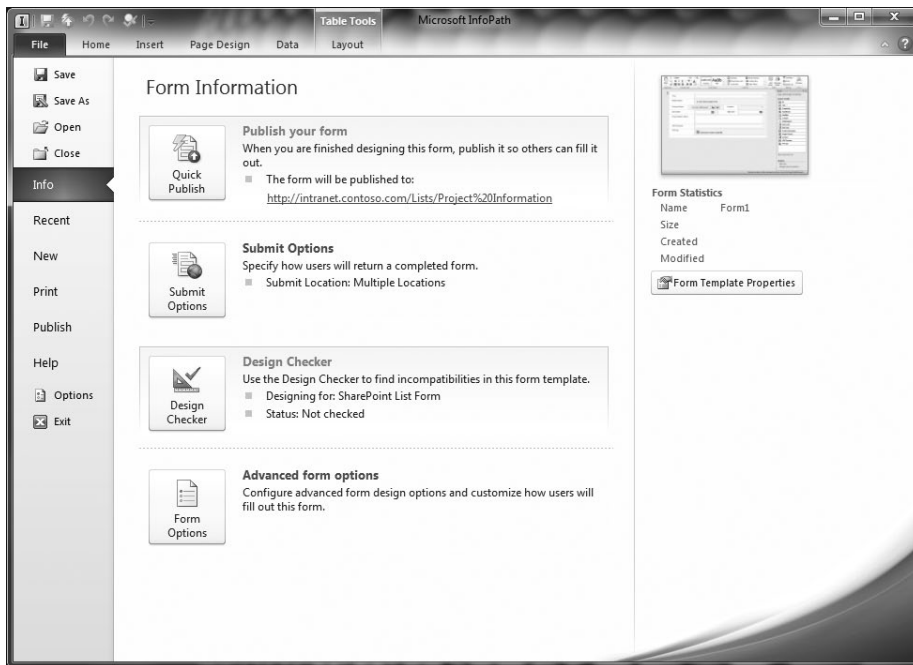 Table Tools
Microsoft InfoPath
File
Home
Insert
Page Design
Data
Layout
Save
Save As
Open
Close
Info
Recent
New
Print
Publish
Help
Options
Exit
Form Information
Quick
Publish
Publish your form
When you are finished designing this form, publish it so others can fill it
out.
The form will be published to:
http://intranet.contoso.com/Lists/Project%20Information
Submit
Options
Submit Options
Specify how users will return a completed form.
Submit Location: Multiple Locations
Design
Checker
Design Checker
Use the Design Checker to find incompatibilities in this form template.
Designing for: SharePoint List Form
Status: Not checked
Form
Options
Advanced form options
Configure advanced form design options and customize how users will
fill out this form.
Form Statistics
Name Form1
Size
Created
Modified
Form Template Properties